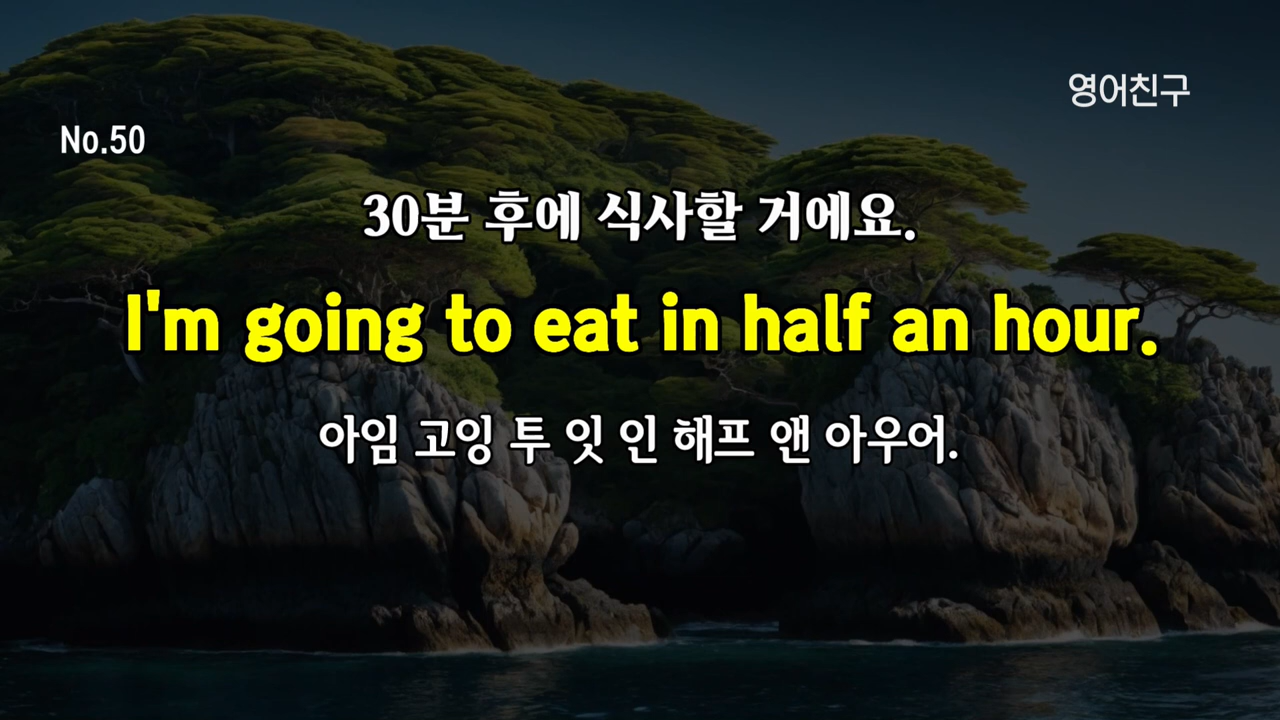 영어친구
No.50
30분 후에 식사할 거에요.
I'm going to eat in half an hour.
아임 고잉 투 잇 인 해프 앤 아우어.